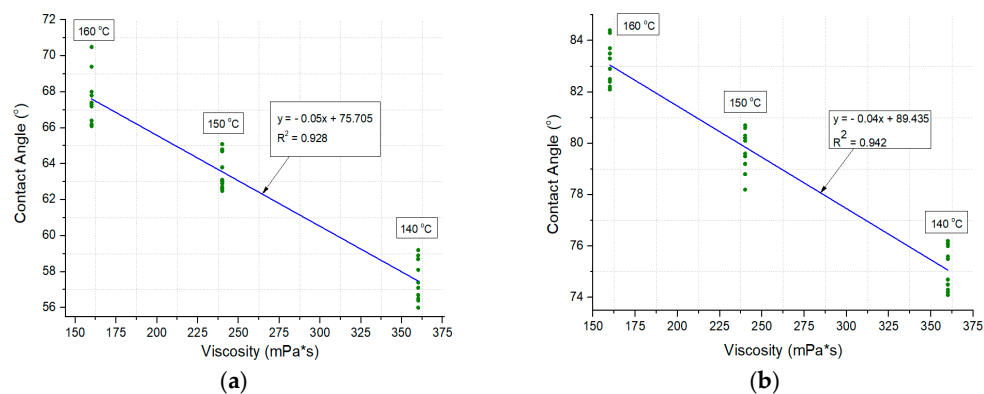 72
70
68
66
64
62
60
58
56
150
175
200
225
250
275
300
325
350
375
Contact Angle (°)
Viscosity (mPa*s)
160 °C
150 °C
140 °C
y = - 0.05x + 75.705
R² = 0.928
(a)
84
82
80
78
76
74
150
175
200
225
250
275
300
325
350
375
Contact Angle (°)
Viscosity (mPa*s)
160 °C
150 °C
140 °C
y = - 0.04x + 89.435
R² = 0.942
(b)